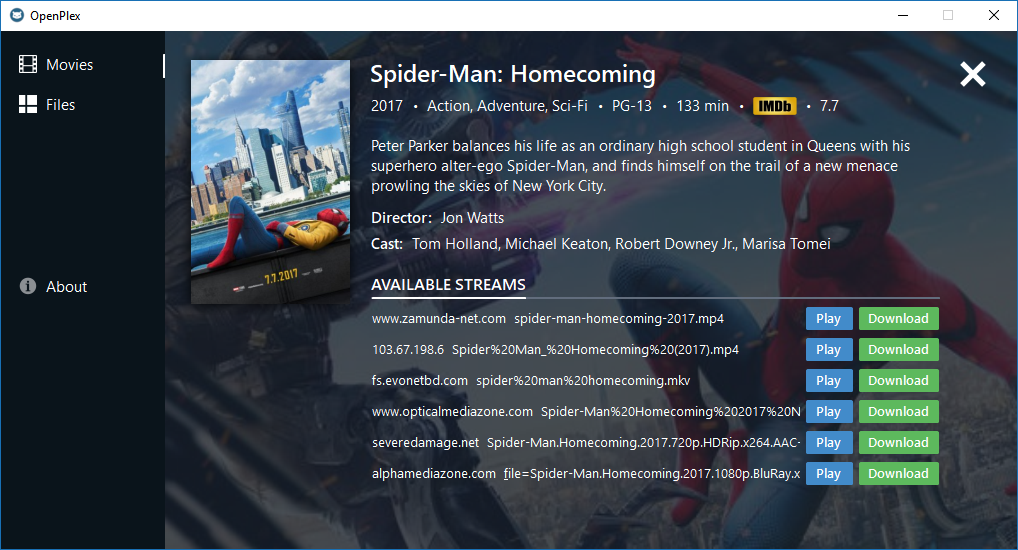 OpenPlex
Movies
Files
About
7.7.2017
Spider-Man: Homecoming
2017 • Action, Adventure, Sci-Fi • PG-13 • 133 min • IMDb • 7.7
Peter Parker balances his life as an ordinary high school student in Queens with his
superhero alter-ego Spider-Man, and finds himself on the trail of a new menace
prowling the skies of New York City.
Director: Jon Watts
Cast: Tom Holland, Michael Keaton, Robert Downey Jr., Marisa Tomei
AVAILABLE STREAMS
www.zamunda-net.com spider-man-homecoming-2017.mp4 Play Download
103.67.198.6 Spider%20Man_%20Homecoming%20(2017).mp4 Play Download
fs.evonetbd.com spider%20man%20homecoming.mkv Play Download
www.opticalmediazone.com Spider-Man%20Homecoming%202017%20N Play Download
severedamage.net Spider-Man.Homecoming.2017.720p.HDRip.x264.AAC- Play Download
alphamediazone.com file=Spider-Man.Homecoming.2017.1080p.BluRay.x Play Download